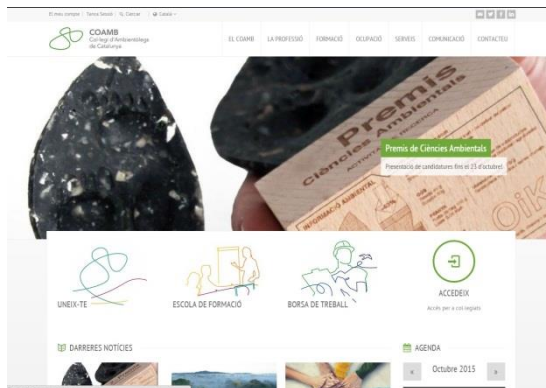 El meu compte
Tanca Sessió
Cercar
Català
COAMB
Col·legi d'Ambientòlegs
de Catalunya
EL COAMB
LA PROFESSIÓ
FORMACIÓ
OCUPACIÓ
SERVEIS
COMUNICACIÓ
CONTACTEU
Premis
Ciències Ambientals
INFORMACIÓ AMBIENTAL
Premis de Ciències Ambientals
Presentació de candidatures fins el 23 d'octubre!
UNEIX-TE
ESCOLA DE FORMACIÓ
BORSA DE TREBALL
ACCEDEIX
Accés per a col·legiats
DARRERES NOTÍCIES
AGENDA
« Octubre 2015 »